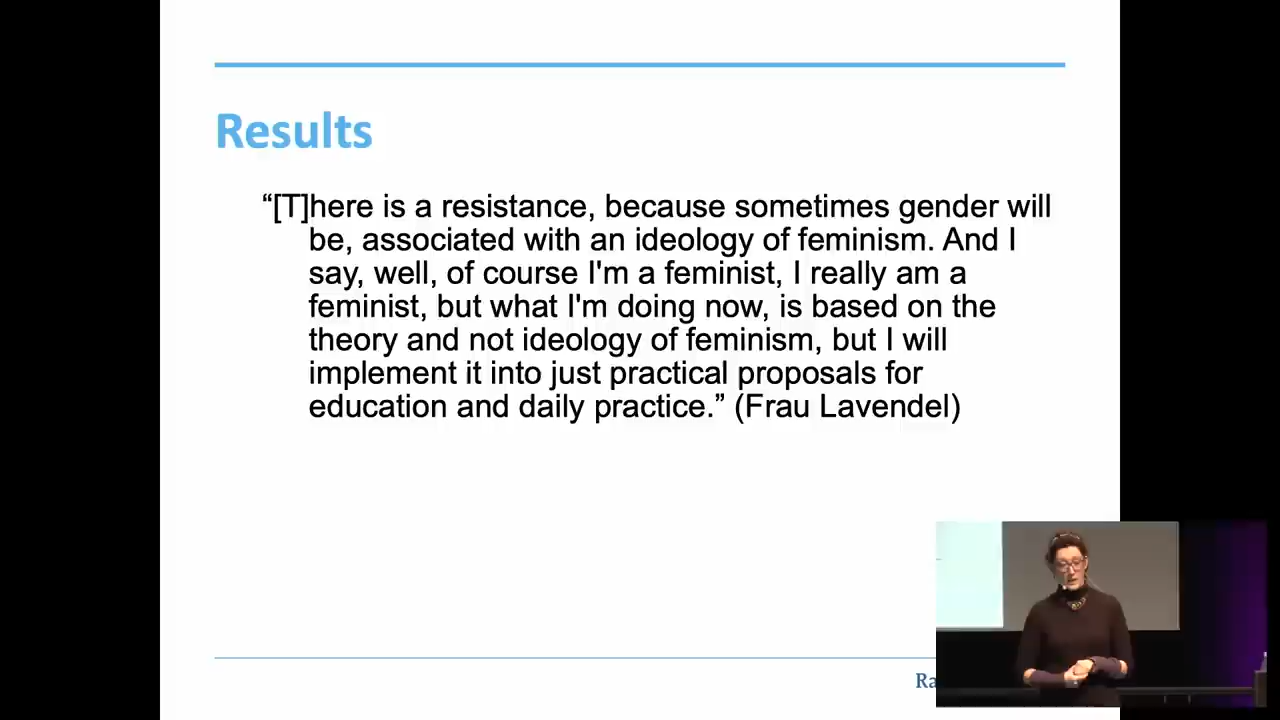 Results
“[T]here is a resistance, because sometimes gender will
be, associated with an ideology of feminism. And I
say, well, of course I'm a feminist, I really am a
feminist, but what I'm doing now, is based on the
theory and not ideology of feminism, but I will
implement it into just practical proposals for
education and daily practice.” (Frau Lavendel)